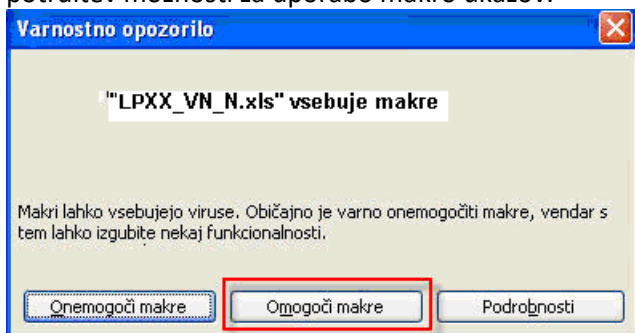 Varnostno opozorilo
""LPXX_VN_N.xls" vsebuje makre
Makri lahko vsebujejo viruse. Običajno je varno onemogočiti makre, vendar s
tem lahko izgubite nekaj funkcionalnosti.
Onemogoči makre
Omogoči makre
Podrobnosti